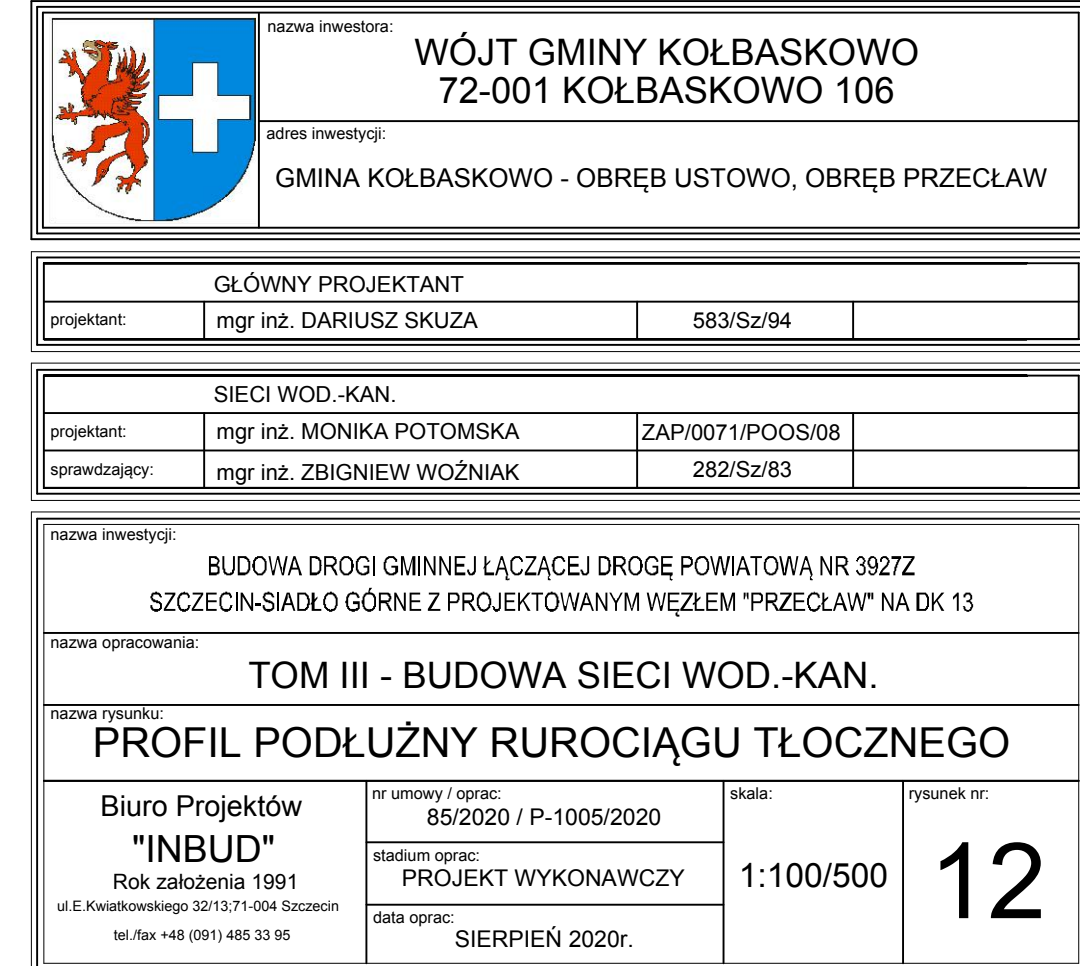 nazwa inwestora:
WÓJT GMINY KOŁBASKOWO
72-001 KOŁBASKOWO 106
adres inwestycji:
GMINA KOŁBASKOWO - OBRĘB USTOWO, OBRĘB PRZECŁAW
GŁÓWNY PROJEKTANT
projektant: mgr inż. DARIUSZ SKUZA 583/Sz/94
SIECI WOD.-KAN.
projektant: mgr inż. MONIKA POTOMSKA ZAP/0071/POOS/08
sprawdzający: mgr inż. ZBIGNIEW WOŹNIAK 282/Sz/83
nazwa inwestycji:
BUDOWA DROGI GMINNEJ ŁĄCZĄCEJ DROGĘ POWIATOWĄ NR 3927Z
SZCZECIN-SIADŁO GÓRNE Z PROJEKTOWANYM WĘZŁEM "PRZECŁAW" NA DK 13
nazwa opracowania:
TOM III - BUDOWA SIECI WOD.-KAN.
nazwa rysunku:
PROFIL PODŁUŻNY RUROCIĄGU TŁOCZNEGO
Biuro Projektów
"INBUD"
Rok założenia 1991
ul.E.Kwiatkowskiego 32/13;71-004 Szczecin
tel./fax +48 (091) 485 33 95
nr umowy / oprac:
85/2020 / P-1005/2020
stadium oprac:
PROJEKT WYKONAWCZY
data oprac:
SIERPIEŃ 2020r.
skala:
1:100/500
rysunek nr:
12